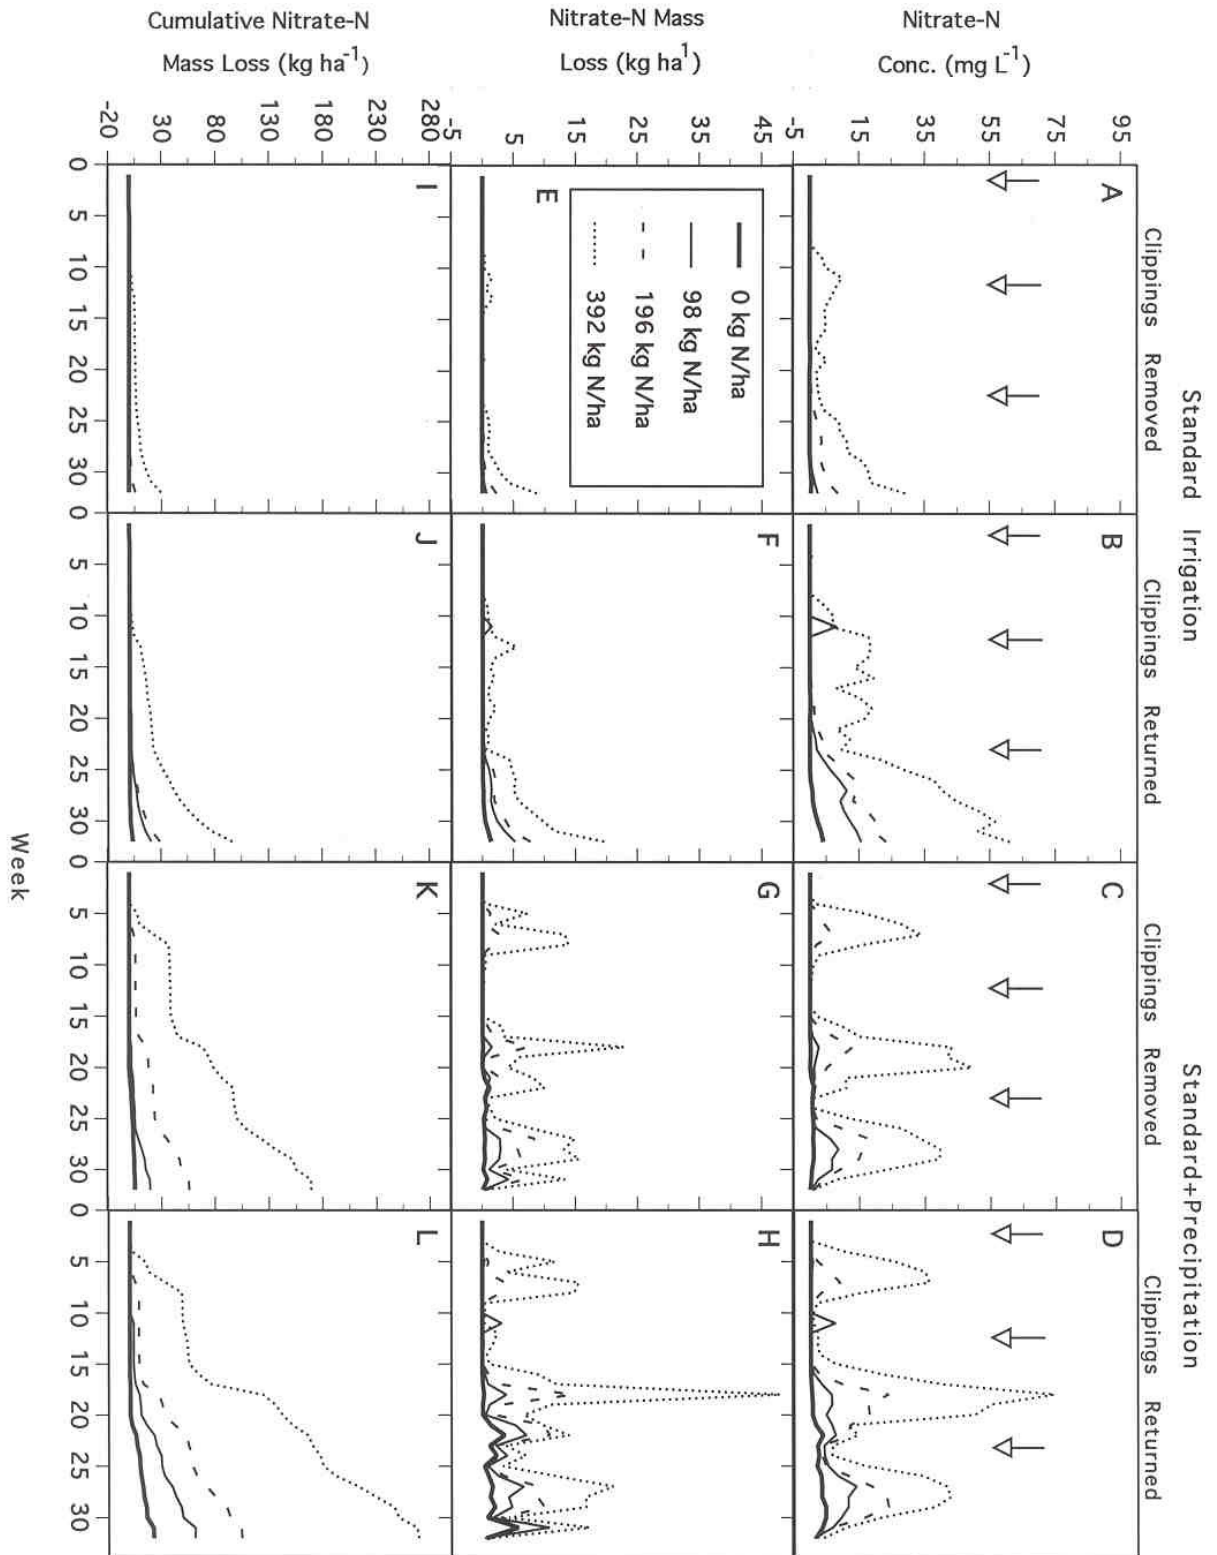 Standard Irrigation Standard+Precipitation
Clippings Removed Clippings Returned Clippings Removed Clippings Returned
Nitrate-N
Conc. (mg L⁻¹)
95
75
55
35
15
-5
A B C D
Nitrate-N Mass
Loss (kg ha¹)
45
35
25
15
5
-5
E F G H
0 kg N/ha
98 kg N/ha
196 kg N/ha
392 kg N/ha
Cumulative Nitrate-N
Mass Loss (kg ha⁻¹)
280
230
180
130
80
30
-20
I J K L
0 5 10 15 20 25 30 0 5 10 15 20 25 30 0 5 10 15 20 25 30 0 5 10 15 20 25 30
Week